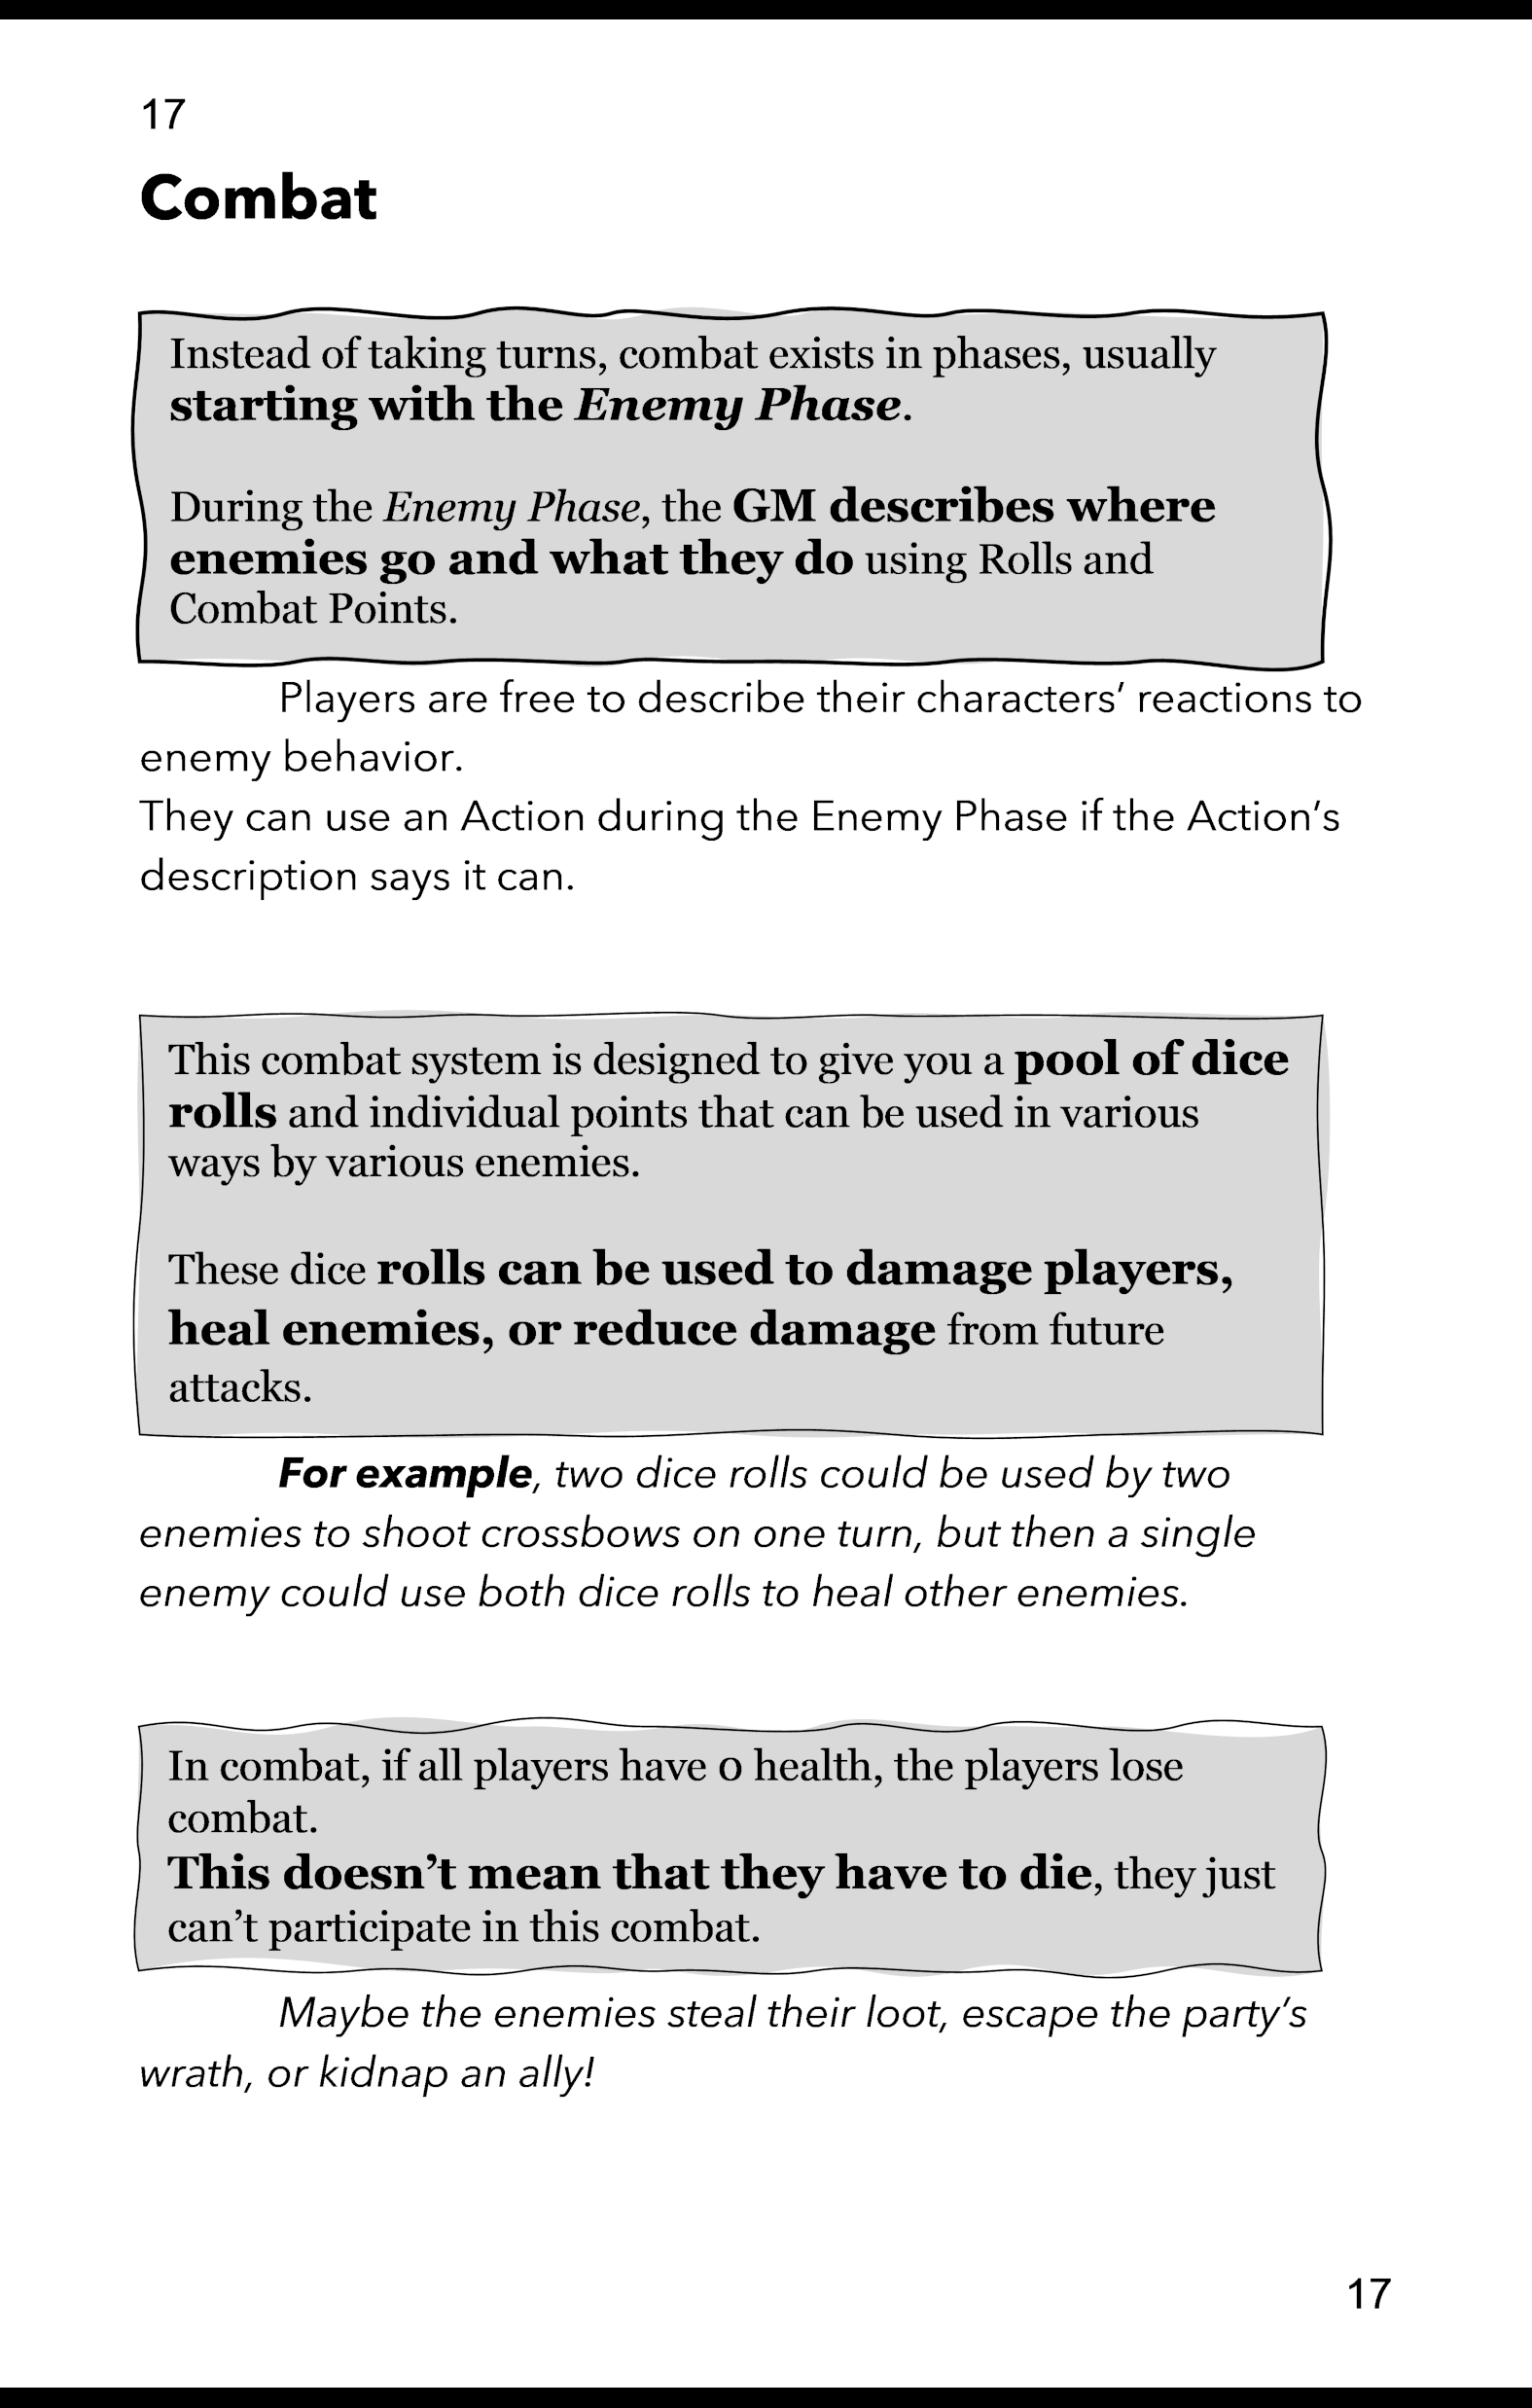 17
Combat
Instead of taking turns, combat exists in phases, usually
starting with the Enemy Phase.
During the Enemy Phase, the GM describes where
enemies go and what they do using Rolls and
Combat Points.
Players are free to describe their characters’ reactions to
enemy behavior.
They can use an Action during the Enemy Phase if the Action’s
description says it can.
This combat system is designed to give you a pool of dice
rolls and individual points that can be used in various
ways by various enemies.
These dice rolls can be used to damage players,
heal enemies, or reduce damage from future
attacks.
For example, two dice rolls could be used by two
enemies to shoot crossbows on one turn, but then a single
enemy could use both dice rolls to heal other enemies.
In combat, if all players have 0 health, the players lose
combat.
This doesn’t mean that they have to die, they just
can’t participate in this combat.
Maybe the enemies steal their loot, escape the party’s
wrath, or kidnap an ally!
17